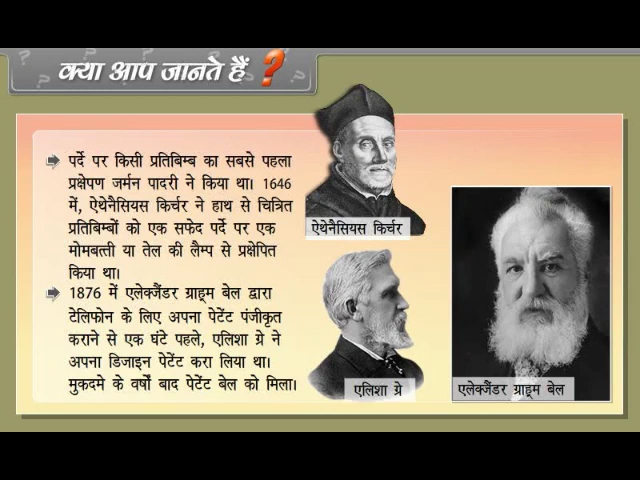 क्या आप जानते हैं ?
पर्दे पर किसी प्रतिबिम्ब का सबसे पहला
प्रक्षेपण जर्मन पादरी ने किया था। 1646
में, ऐथेनैसियस किर्चर ने हाथ से चित्रित
प्रतिबिम्बों को एक सफेद पर्दे पर एक
मोमबत्ती या तेल की लैम्प से प्रक्षेपित
किया था।
1876 में एलेक्जैंडर ग्राह्म बेल द्वारा
टेलिफोन के लिए अपना पेटेंट पंजीकृत
कराने से एक घंटे पहले, एलिशा ग्रे ने
अपना डिजाइन पेटेंट करा लिया था।
मुकदमे के वर्षों बाद पेटेंट बेल को मिला।
ऐथेनैसियस किर्चर
एलिशा ग्रे
एलेक्जैंडर ग्राह्म बेल